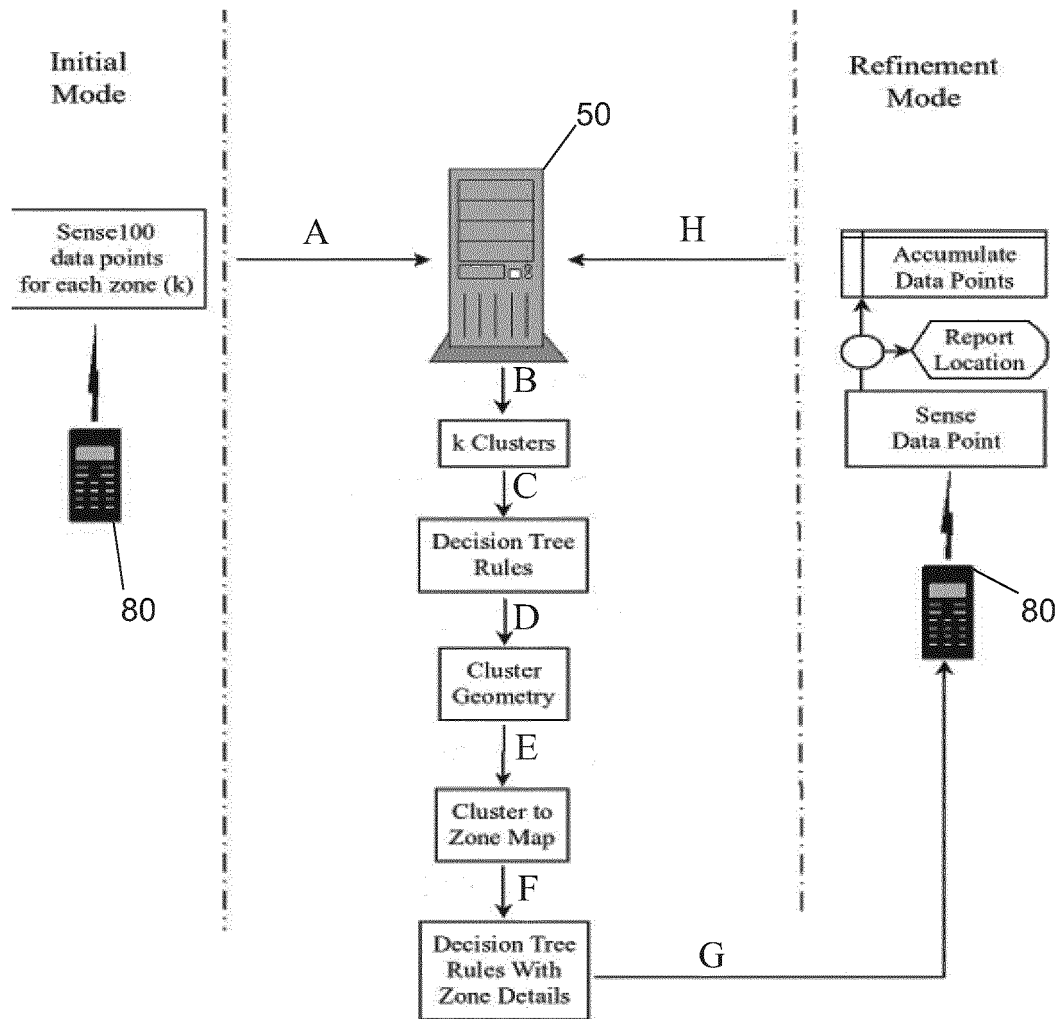 Initial
Mode
Refinement
Mode
50
Sense100
data points
for each zone (k)
A
H
Accumulate
Data Points
Report
Location
Sense
Data Point
B
k Clusters
C
Decision Tree
Rules
80
80
D
Cluster
Geometry
E
Cluster to
Zone Map
F
Decision Tree
Rules With
Zone Details
G